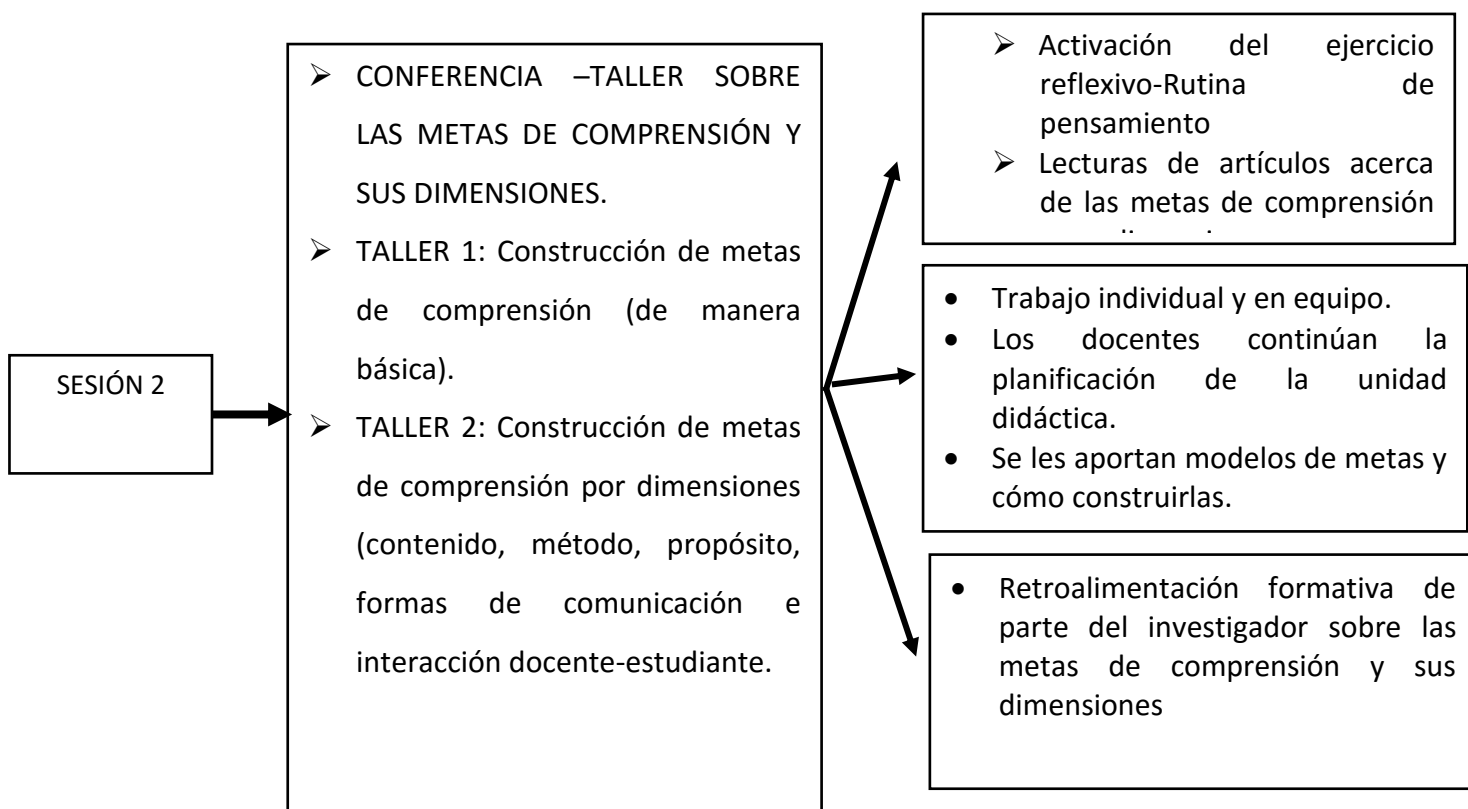 SESIÓN 2
➢ CONFERENCIA –TALLER SOBRE
LAS METAS DE COMPRENSIÓN Y
SUS DIMENSIONES.
➢ TALLER 1: Construcción de metas
de comprensión (de manera
básica).
➢ TALLER 2: Construcción de metas
de comprensión por dimensiones
(contenido, método, propósito,
formas de comunicación e
interacción docente-estudiante.
➢ Activación del ejercicio
reflexivo-Rutina de
pensamiento
➢ Lecturas de artículos acerca
de las metas de comprensión
• Trabajo individual y en equipo.
• Los docentes continúan la
planificación de la unidad
didáctica.
• Se les aportan modelos de metas y
cómo construirlas.
• Retroalimentación formativa de
parte del investigador sobre las
metas de comprensión y sus
dimensiones